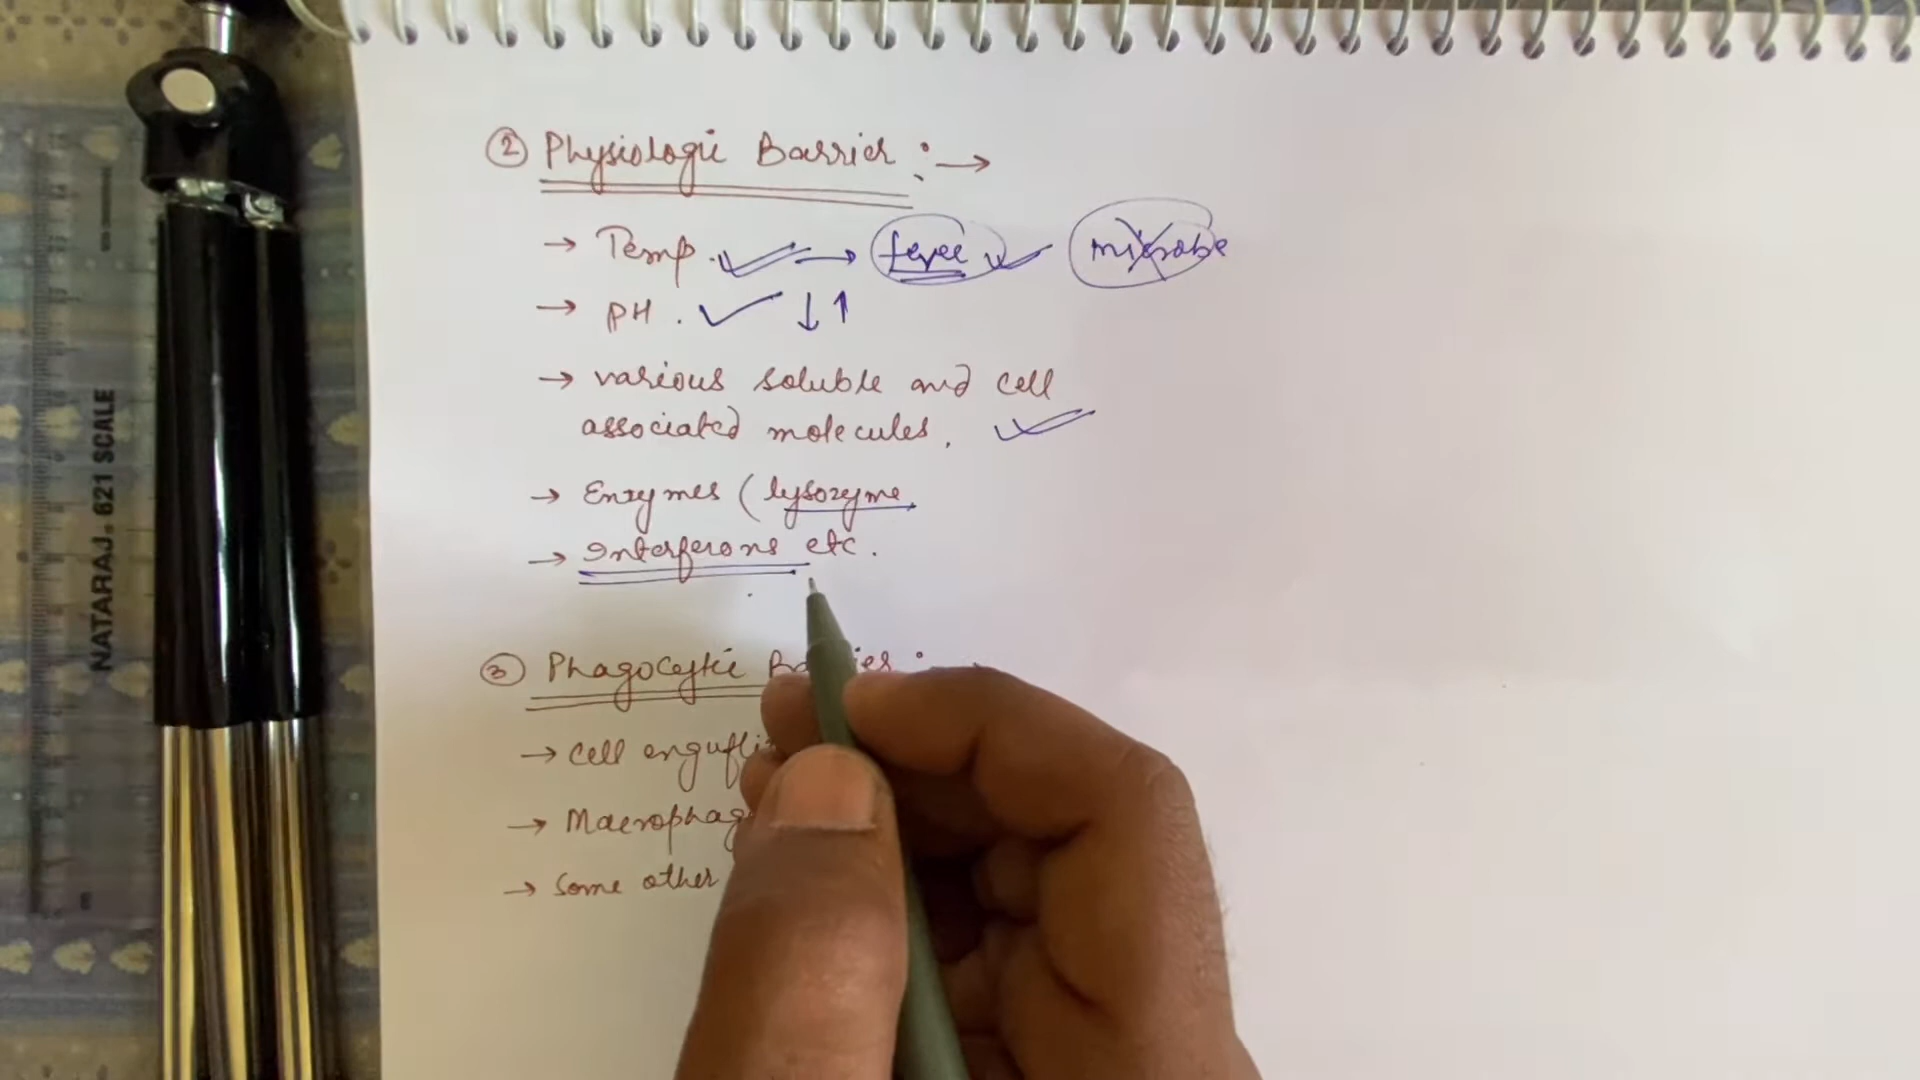 ② Physiologic Barrier :→
→ Temp. → fever microbe
→ PH . ↓↑
→ various soluble and cell
associated molecules.
→ Enzymes (lysozyme
→ Interferons etc.
③ Phagocytic
→ cell
→
→ Some other
NATARAJ. 621 SCALE